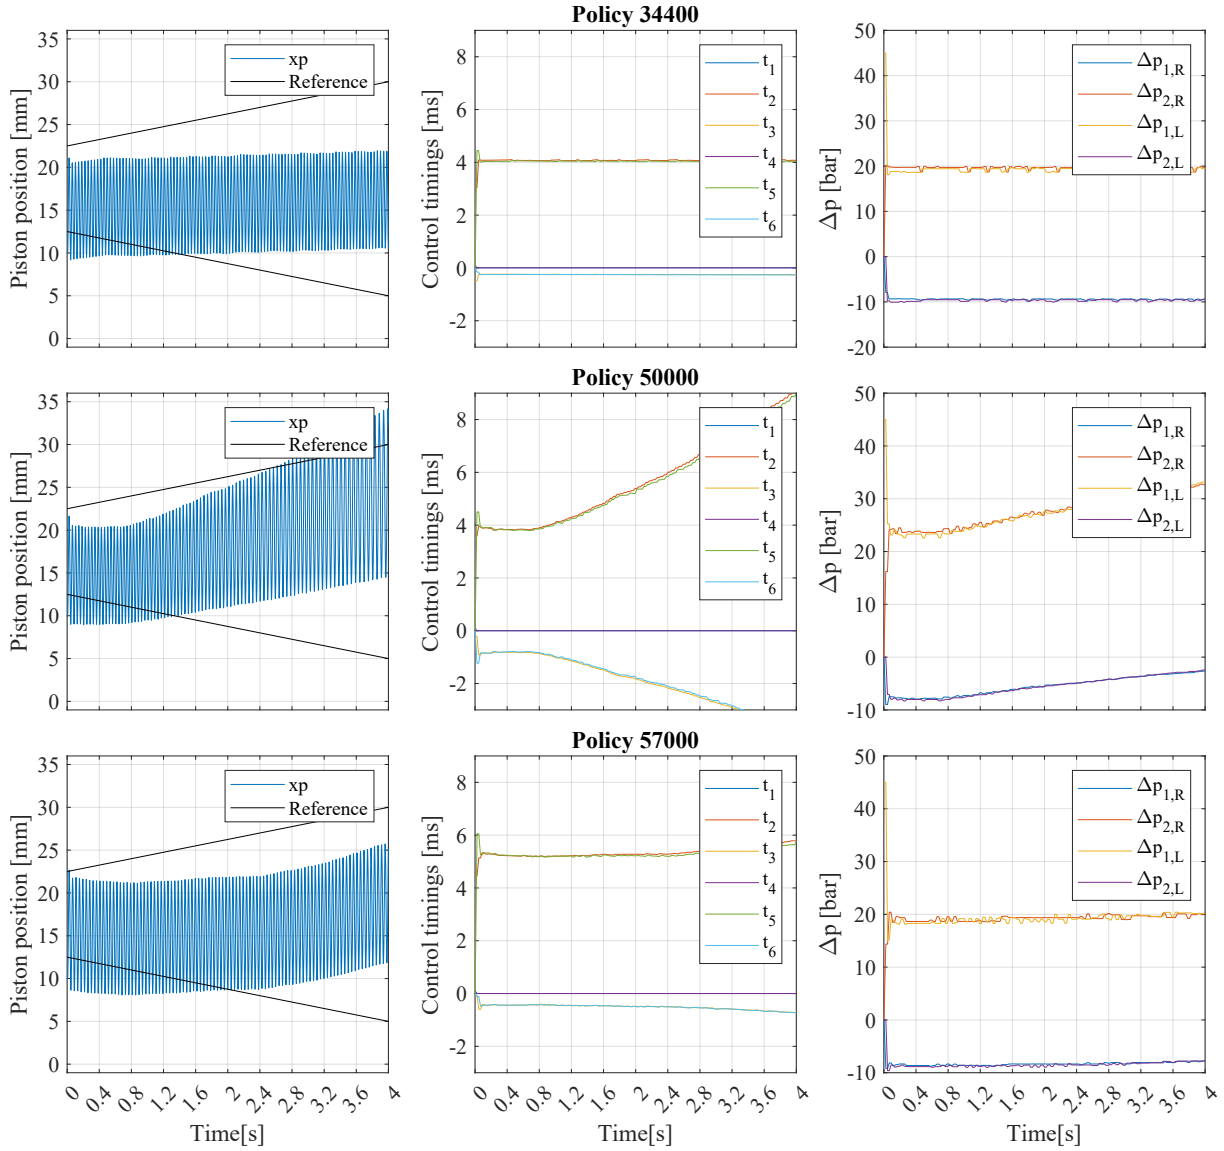 Policy 34400
Piston position [mm]
35
30
25
20
15
10
5
0
xp
Reference
Control timings [ms]
8
6
4
2
0
-2
t1
t2
t3
t4
t5
t6
Δp [bar]
50
40
30
20
10
0
-10
-20
Δp1,R
Δp2,R
Δp1,L
Δp2,L
Policy 50000
Piston position [mm]
35
30
25
20
15
10
5
0
xp
Reference
Control timings [ms]
8
6
4
2
0
-2
t1
t2
t3
t4
t5
t6
Δp [bar]
50
40
30
20
10
0
-10
Δp1,R
Δp2,R
Δp1,L
Δp2,L
Policy 57000
Piston position [mm]
35
30
25
20
15
10
5
0
xp
Reference
0 0.4 0.8 1.2 1.6 2 2.4 2.8 3.2 3.6 4
Time[s]
Control timings [ms]
8
6
4
2
0
-2
t1
t2
t3
t4
t5
t6
0 0.4 0.8 1.2 1.6 2 2.4 2.8 3.2 3.6 4
Time[s]
Δp [bar]
50
40
30
20
10
0
-10
Δp1,R
Δp2,R
Δp1,L
Δp2,L
0 0.4 0.8 1.2 1.6 2 2.4 2.8 3.2 3.6 4
Time[s]